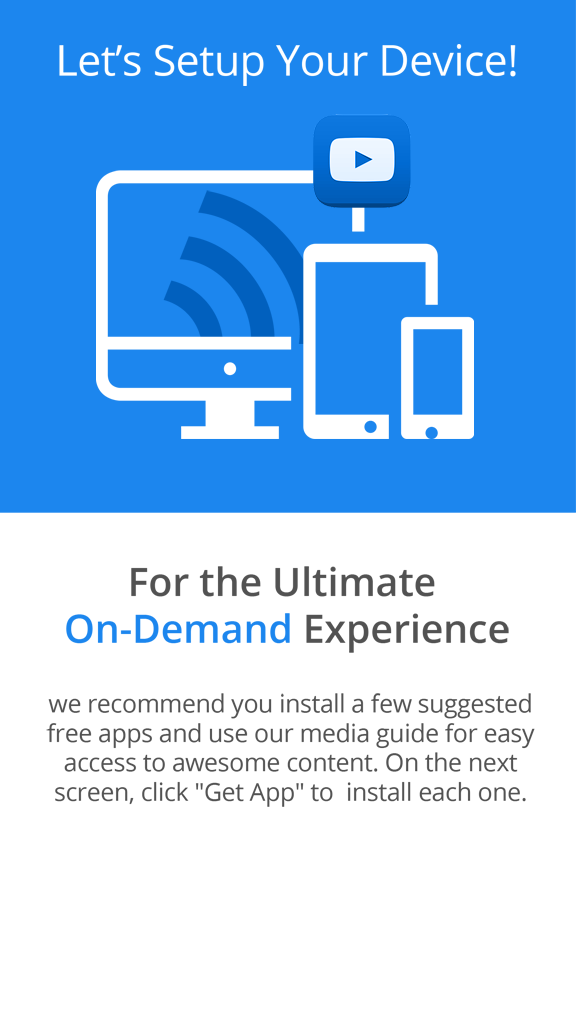 Let’s Setup Your Device!
For the Ultimate
On-Demand Experience
we recommend you install a few suggested
free apps and use our media guide for easy
access to awesome content. On the next
screen, click "Get App" to  install each one.